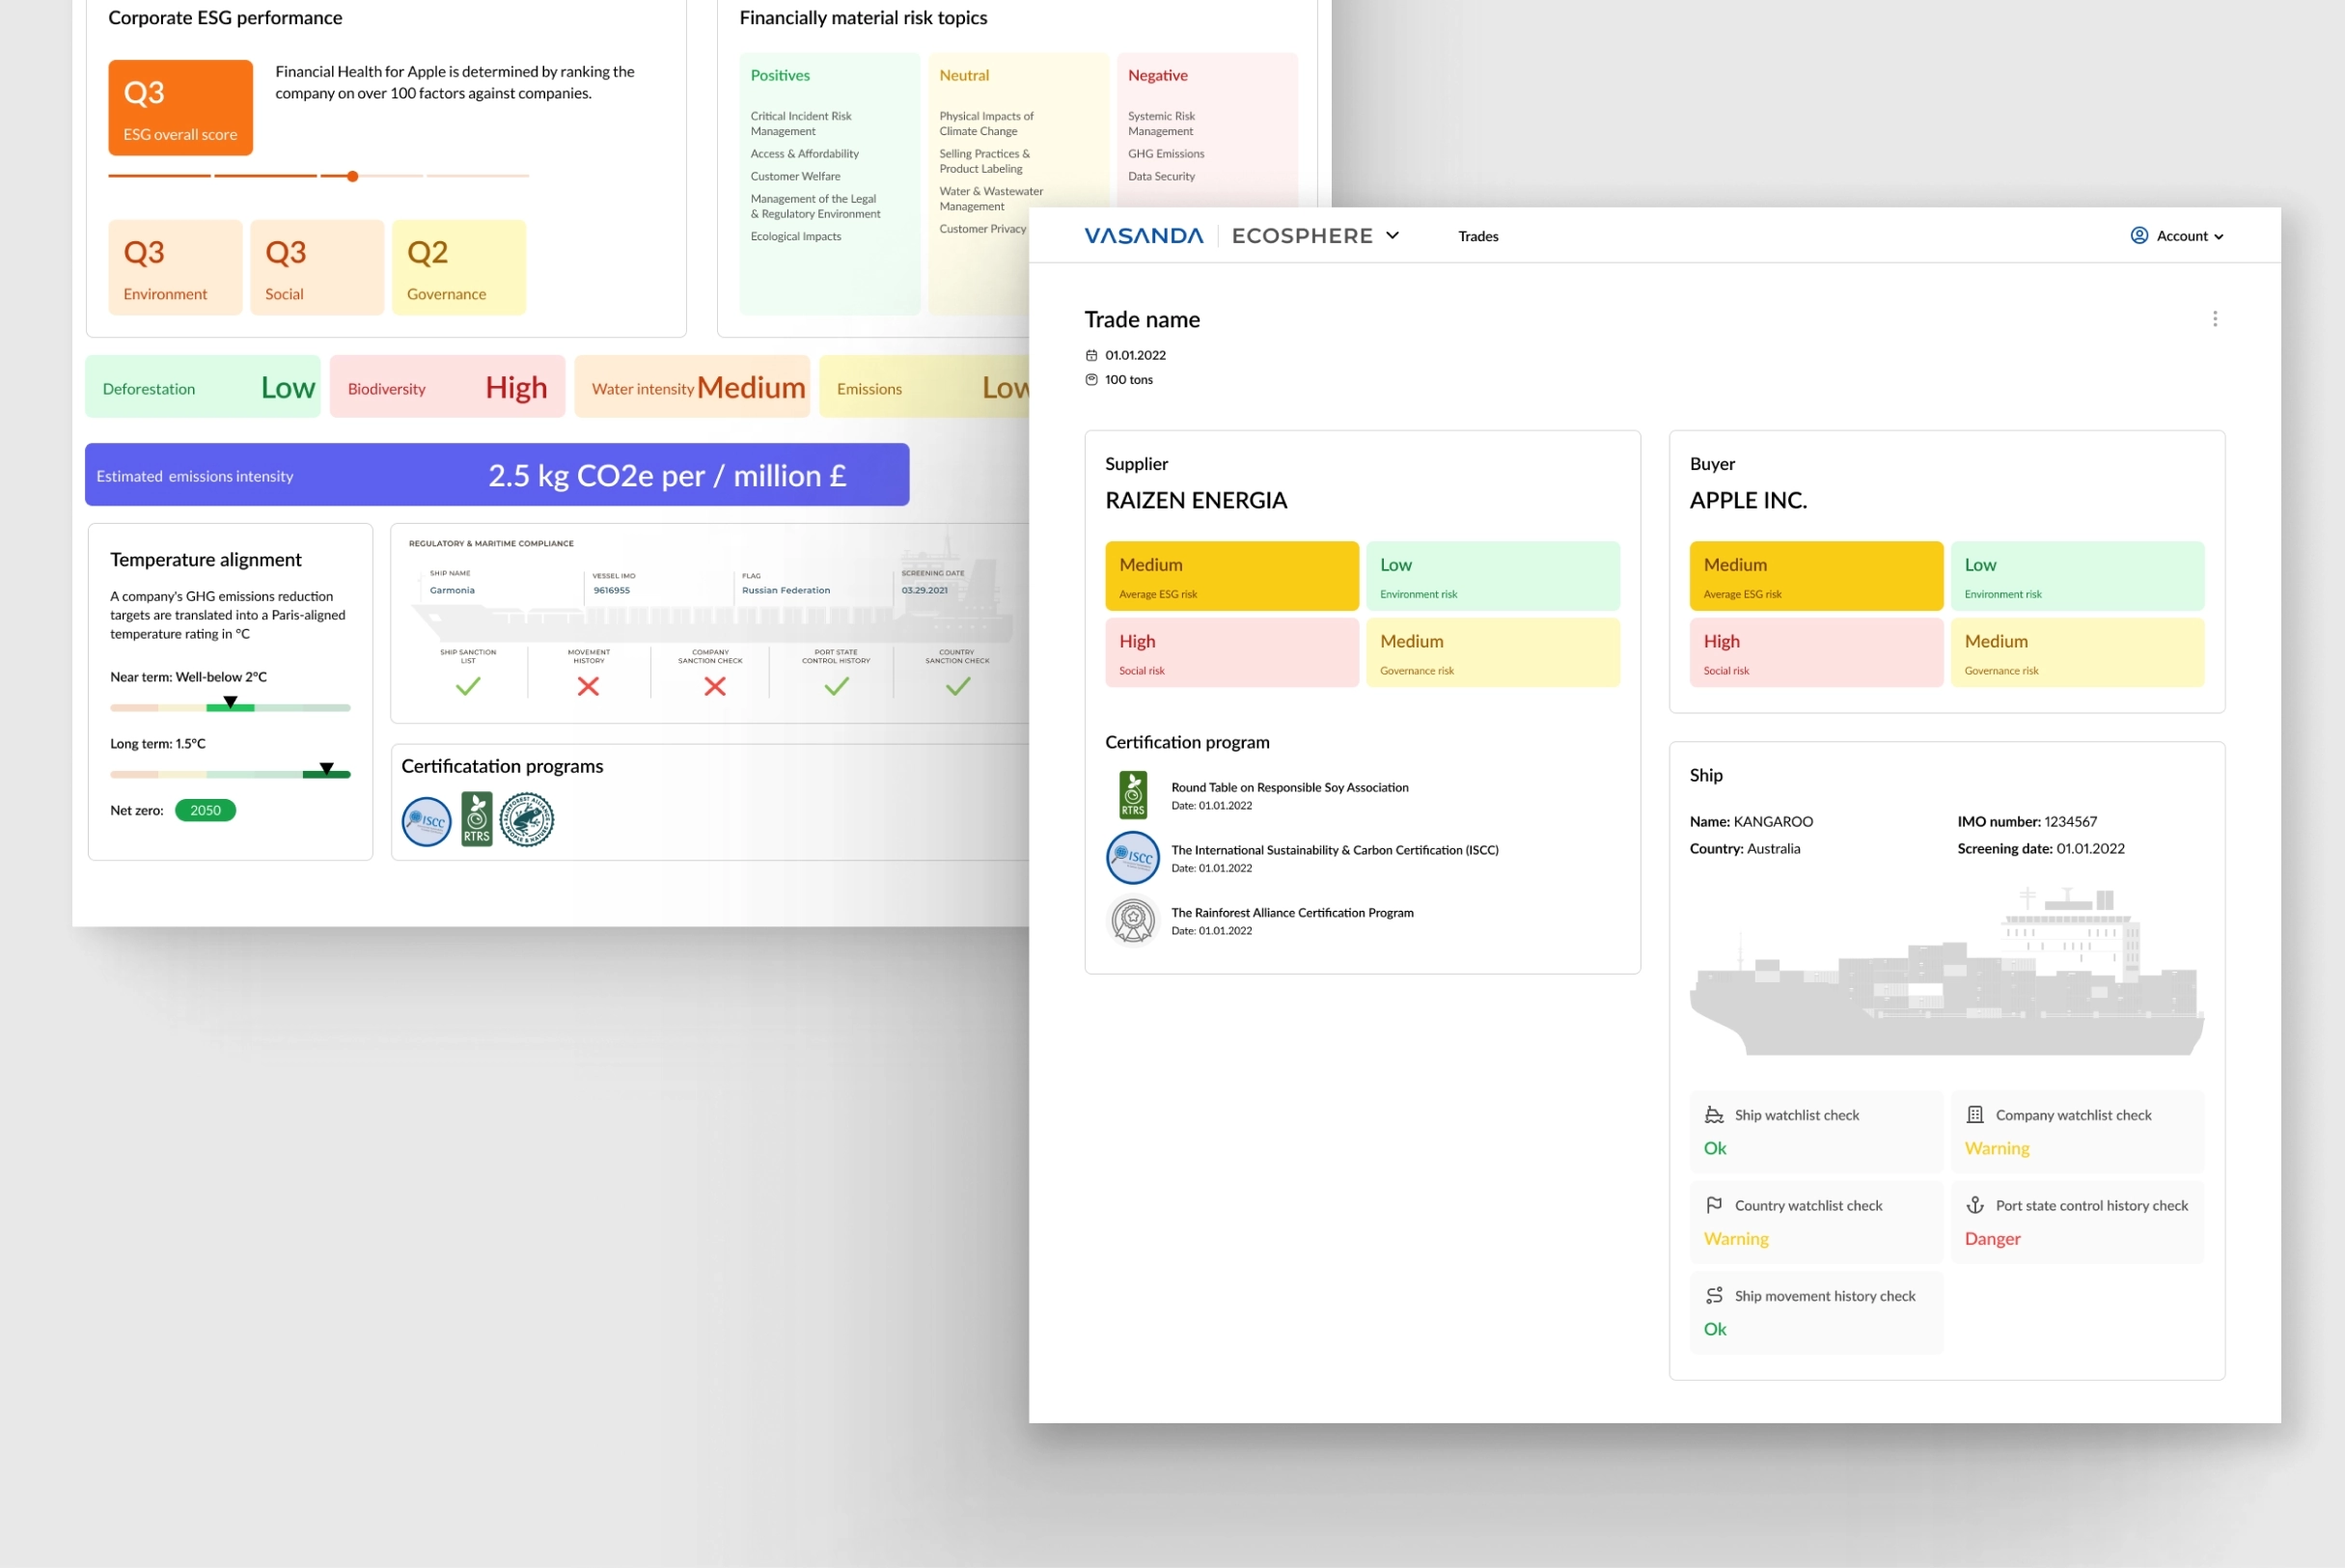 Corporate ESG performance
Q3
ESG overall score
Financial Health for Apple is determined by ranking the
company on over 100 factors against companies.
Q3
Environment
Q3
Social
Q2
Governance
Financially material risk topics
Positives
Critical Incident Risk
Management
Access & Affordability
Customer Welfare
Management of the Legal
& Regulatory Environment
Ecological Impacts
Neutral
Physical Impacts of
Climate Change
Selling Practices &
Product Labeling
Water & Wastewater
Management
Customer Privacy
Negative
Systemic Risk
Management
GHG Emissions
Data Security
Deforestation Low
Biodiversity High
Water intensity Medium
Emissions Low
Estimated emissions intensity 2.5 kg CO2e per / million £
Temperature alignment
A company's GHG emissions reduction
targets are translated into a Paris-aligned
temperature rating in °C
Near term: Well-below 2°C
Long term: 1.5°C
Net zero: 2050
REGULATORY & MARITIME COMPLIANCE
SHIP NAME
Garmonia
VESSEL IMO
9616955
FLAG
Russian Federation
SCREENING DATE
03.29.2021
SHIP SANCTION
LIST
MOVEMENT
HISTORY
COMPANY
SANCTION CHECK
PORT STATE
CONTROL HISTORY
COUNTRY
SANCTION CHECK
Certificatation programs
ISCC
RTRS
RAINFOREST ALLIANCE
PEOPLE & NATURE
VASANDA ECOSPHERE Trades Account
Trade name
01.01.2022
100 tons
Supplier
RAIZEN ENERGIA
Medium
Average ESG risk
Low
Environment risk
High
Social risk
Medium
Governance risk
Certification program
RTRS
Round Table on Responsible Soy Association
Date: 01.01.2022
ISCC
The International Sustainability & Carbon Certification (ISCC)
Date: 01.01.2022
The Rainforest Alliance Certification Program
Date: 01.01.2022
Buyer
APPLE INC.
Medium
Average ESG risk
Low
Environment risk
High
Social risk
Medium
Governance risk
Ship
Name: KANGAROO
IMO number: 1234567
Country: Australia
Screening date: 01.01.2022
Ship watchlist check
Ok
Company watchlist check
Warning
Country watchlist check
Warning
Port state control history check
Danger
Ship movement history check
Ok